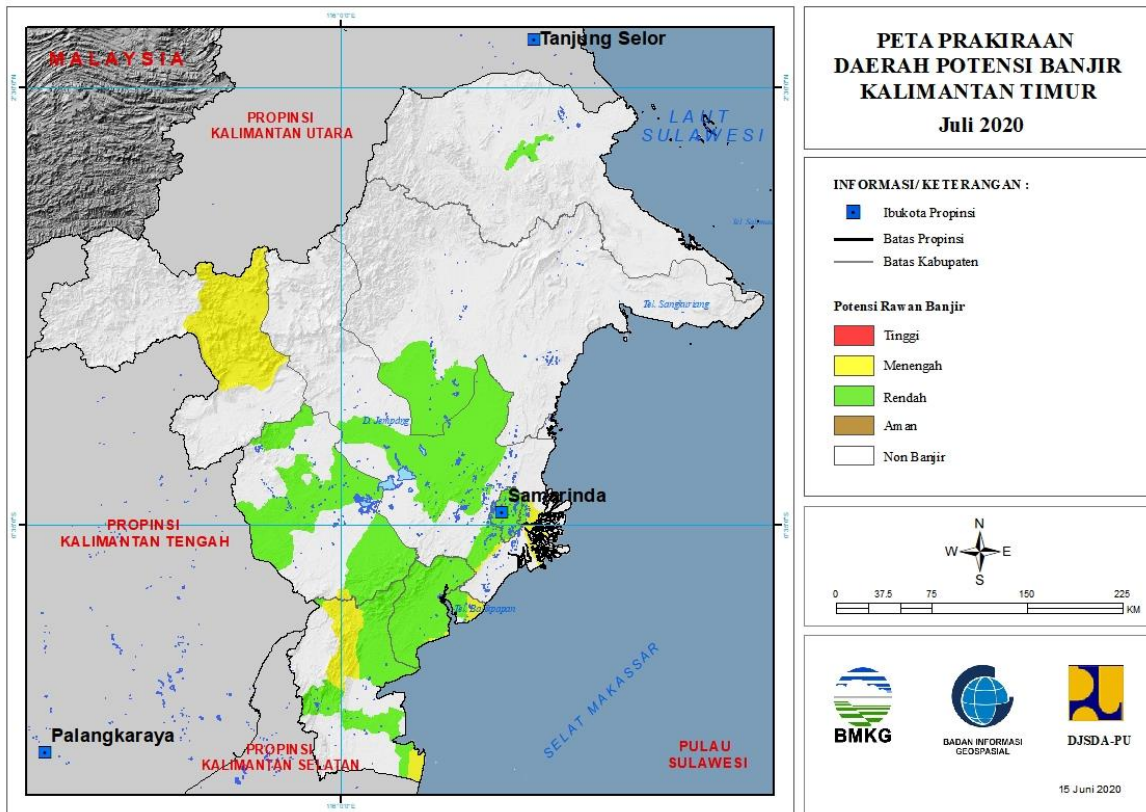 PETA PRAKIRAAN
DAERAH POTENSI BANJIR
KALIMANTAN TIMUR
Juli 2020
INFORMASI/ KETERANGAN :
Ibukota Propinsi
Batas Propinsi
Batas Kabupaten
Potensi Rawan Banjir
Tinggi
Menengah
Rendah
Aman
Non Banjir
N
W E
S
0 37.5 75 150 225
KM
BMKG
BADAN INFORMASI
GEOSPASIAL
DJSDA-PU
15 Juni 2020
MALAYSIA
Tanjung Selor
PROPINSI
KALIMANTAN UTARA
LAUT
SULAWESI
Tel. Sangkuriang
D. Jempang
Samarinda
PROPINSI
KALIMANTAN TENGAH
Tel. Balikpapan
SELAT MAKASSAR
Palangkaraya
PROPINSI
KALIMANTAN SELATAN
PULAU
SULAWESI